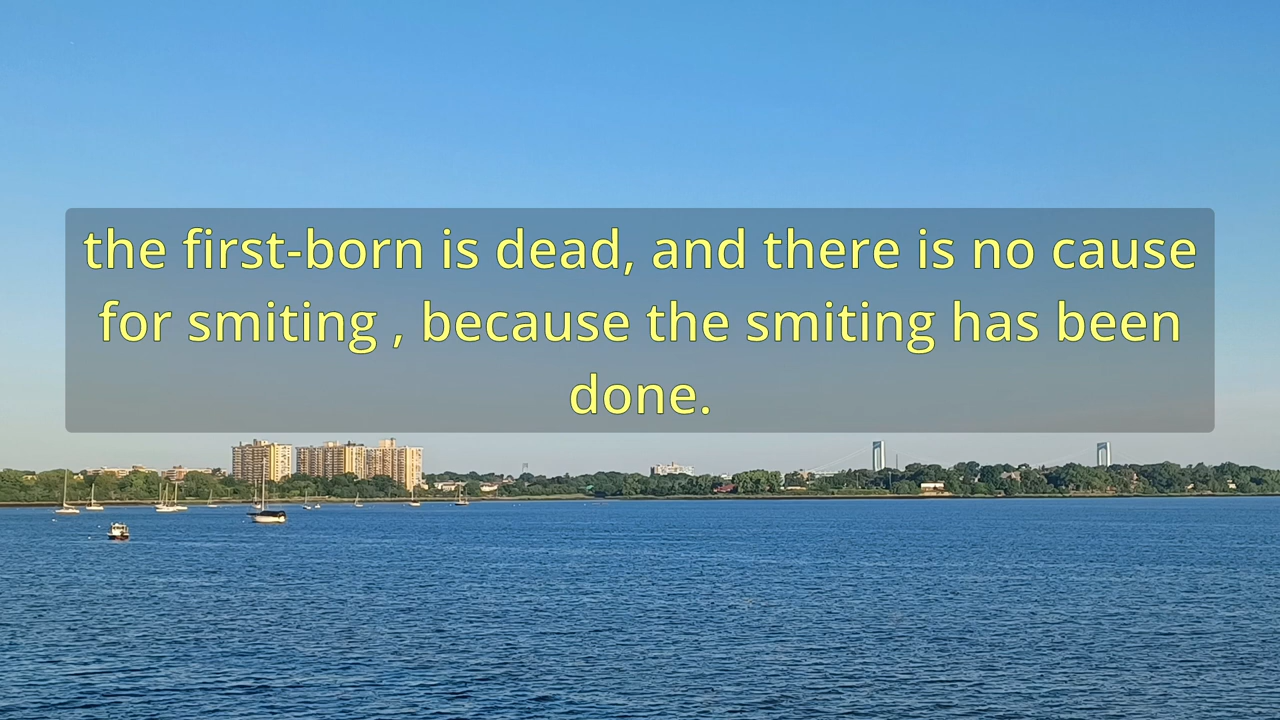 the first-born is dead, and there is no cause
for smiting , because the smiting has been
done.